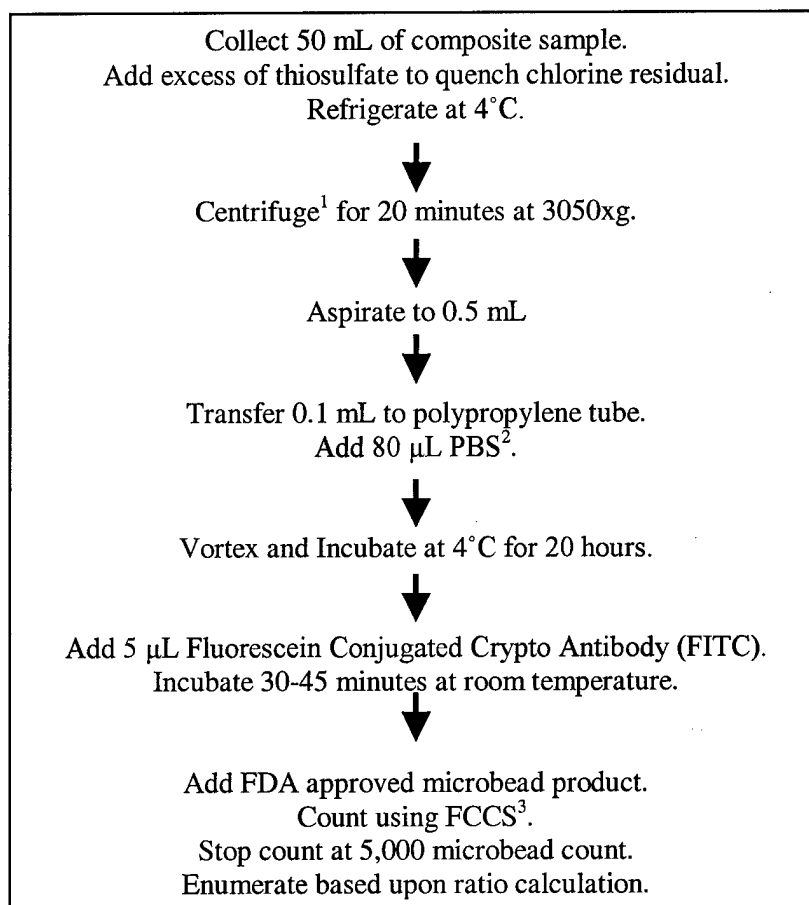 Collect 50 mL of composite sample.
Add excess of thiosulfate to quench chlorine residual.
Refrigerate at 4˚C.
Centrifuge¹ for 20 minutes at 3050xg.
Aspirate to 0.5 mL
Transfer 0.1 mL to polypropylene tube.
Add 80 µL PBS².
Vortex and Incubate at 4˚C for 20 hours.
Add 5 µL Fluorescein Conjugated Crypto Antibody (FITC).
Incubate 30-45 minutes at room temperature.
Add FDA approved microbead product.
Count using FCCS³.
Stop count at 5,000 microbead count.
Enumerate based upon ratio calculation.